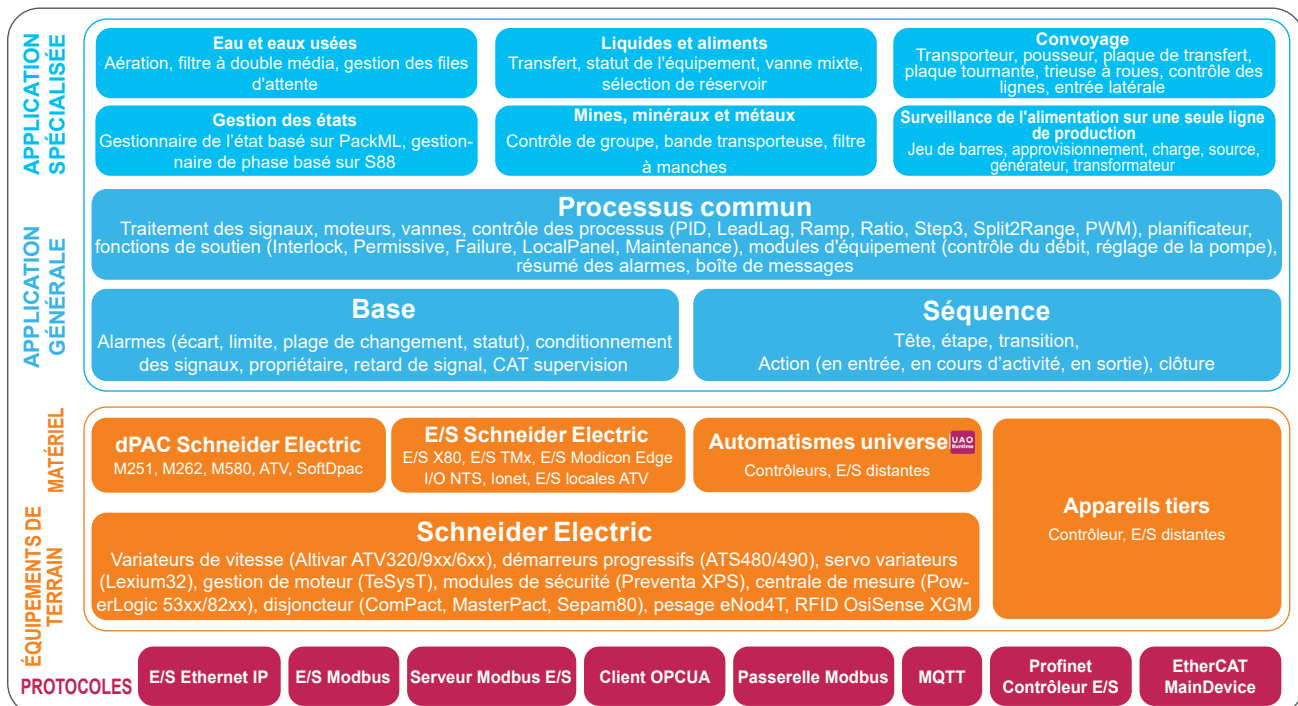 APPLICATION
SPÉCIALISÉE
Eau et eaux usées
Aération, filtre à double média, gestion des files
d'attente
Liquides et aliments
Transfert, statut de l'équipement, vanne mixte,
sélection de réservoir
Convoyage
Transporteur, pousseur, plaque de transfert,
plaque tournante, trieuse à roues, contrôle des
lignes, entrée latérale
Gestion des états
Gestionnaire de l'état basé sur PackML, gestion-
naire de phase basé sur S88
Mines, minéraux et métaux
Contrôle de groupe, bande transporteuse, filtre
à manches
Surveillance de l'alimentation sur une seule ligne
de production
Jeu de barres, approvisionnement, charge, source,
générateur, transformateur
APPLICATION
GÉNÉRALE
Processus commun
Traitement des signaux, moteurs, vannes, contrôle des processus (PID, LeadLag, Ramp, Ratio, Step3, Split2Range, PWM), planificateur,
fonctions de soutien (Interlock, Permissive, Failure, LocalPanel, Maintenance), modules d'équipement (contrôle du débit, réglage de la pompe),
résumé des alarmes, boîte de messages
Base
Alarmes (écart, limite, plage de changement, statut), conditionnement
des signaux, propriétaire, retard de signal, CAT supervision
Séquence
Tête, étape, transition,
Action (en entrée, en cours d'activité, en sortie), clôture
MATÉRIEL
dPAC Schneider Electric
M251, M262, M580, ATV, SoftDpac
E/S Schneider Electric
E/S X80, E/S TMx, E/S Modicon Edge
I/O NTS, Ionet, E/S locales ATV
Automatismes universe
UAO
Runtime
Contrôleurs, E/S distantes
Appareils tiers
Contrôleur, E/S distantes
ÉQUIPEMENTS DE
TERRAIN
Schneider Electric
Variateurs de vitesse (Altivar ATV320/9xx/6xx), démarreurs progressifs (ATS480/490), servo variateurs
(Lexium32), gestion de moteur (TeSysT), modules de sécurité (Preventa XPS), centrale de mesure (Pow-
erLogic 53xx/82xx), disjoncteur (ComPact, MasterPact, Sepam80), pesage eNod4T, RFID OsiSense XGM
PROTOCOLES
E/S Ethernet IP
E/S Modbus
Serveur Modbus E/S
Client OPCUA
Passerelle Modbus
MQTT
Profinet
Contrôleur E/S
EtherCAT
MainDevice